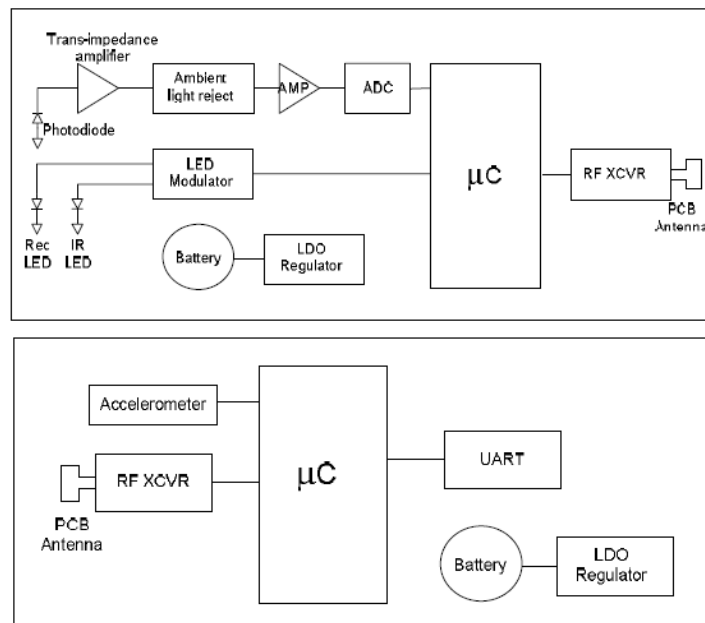 Trans-impedance
amplifier
Ambient
light reject
AMP
ADC
Photodiode
LED
Modulator
μC
RF XCVR
PCB
Antenna
Rec
LED
IR
LED
Battery
LDO
Regulator
Accelerometer
RF XCVR
PCB
Antenna
μC
UART
Battery
LDO
Regulator